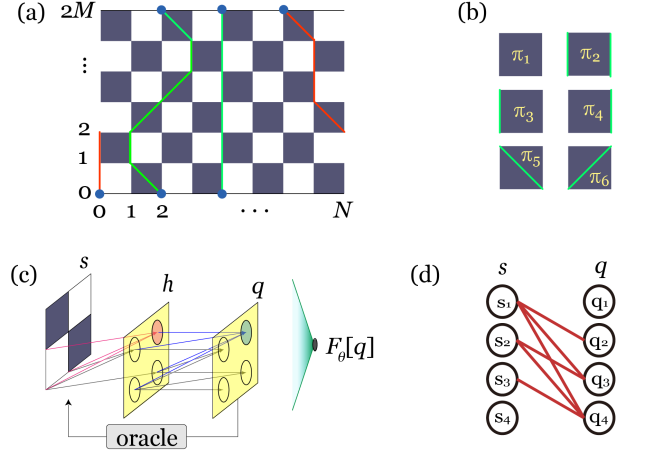 (a)
2M
⋮
2
1
0
0 1 2 ··· N
(b)
π1 π2
π3 π4
π5 π6
(c)
s h q
Fθ[q]
oracle
(d)
s q
s1 q1
s2 q2
s3 q3
s4 q4